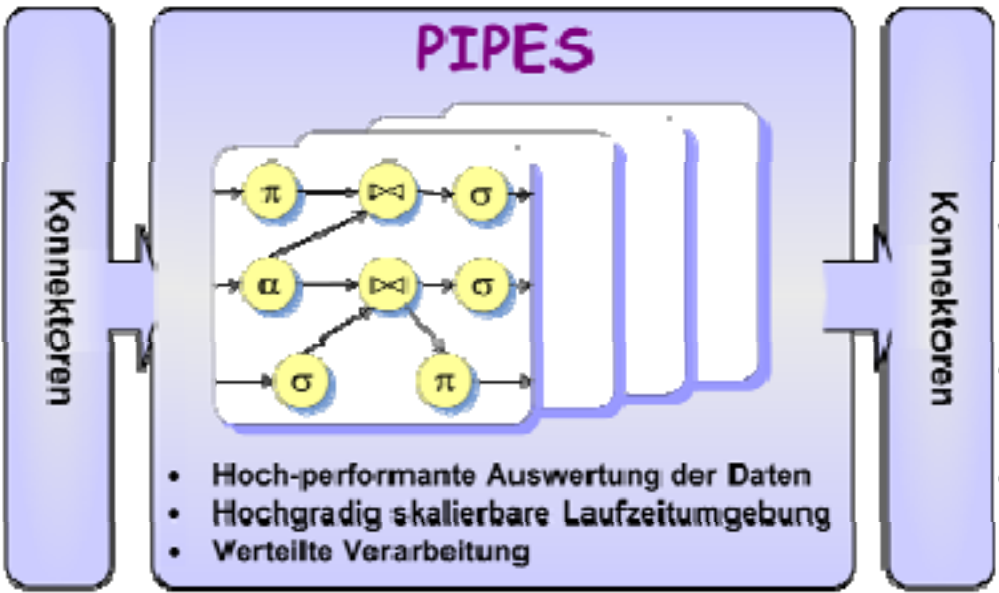 PIPES
Konnektoren
π ⋈ σ
α ⋈ σ
σ π
Konnektoren
• Hoch-performante Auswertung der Daten
• Hochgradig skalierbare Laufzeitumgebung
• Verteilte Verarbeitung